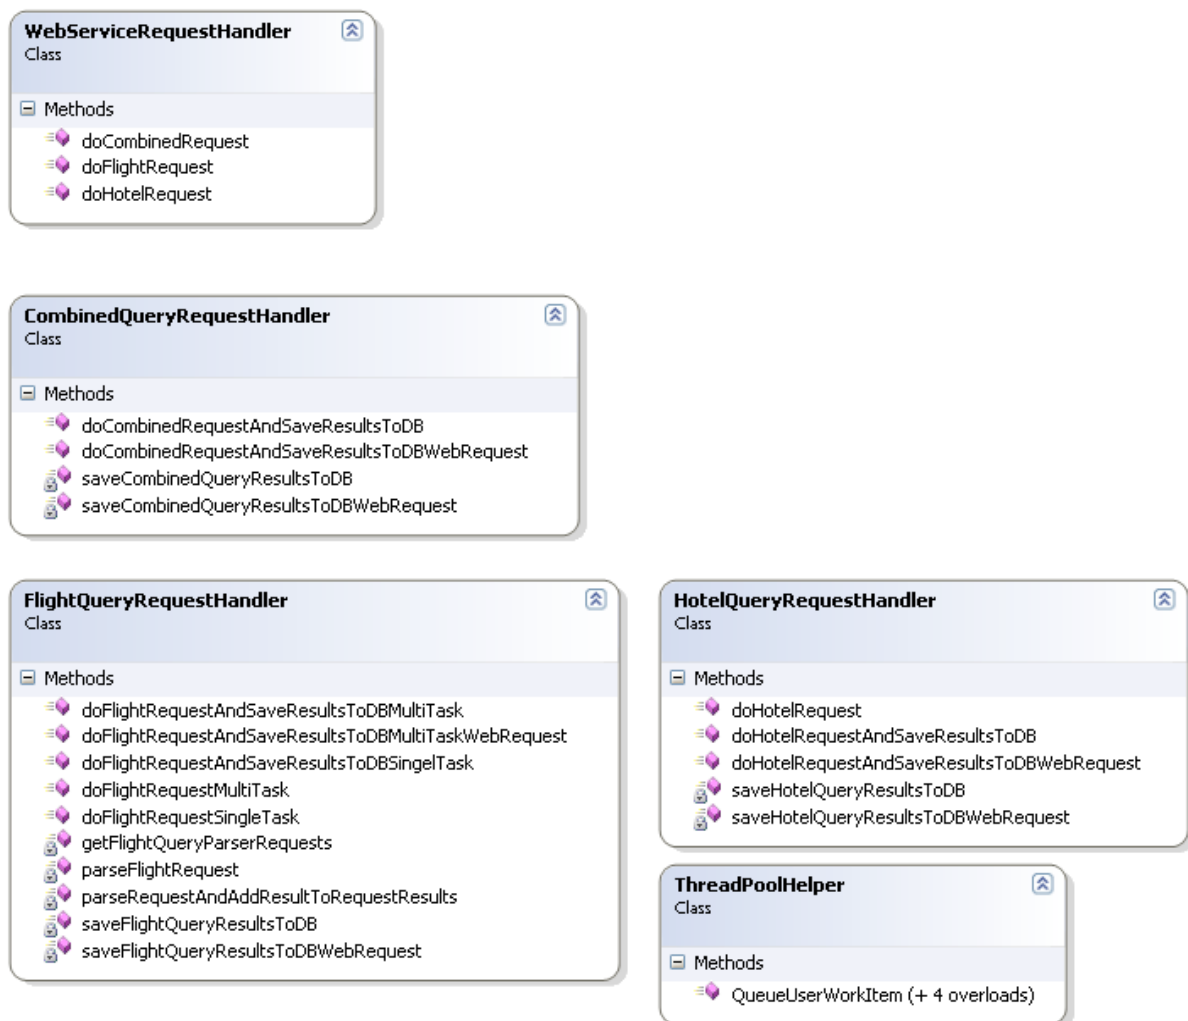 WebServiceRequestHandler
Class
Methods
doCombinedRequest
doFlightRequest
doHotelRequest
CombinedQueryRequestHandler
Class
Methods
doCombinedRequestAndSaveResultsToDB
doCombinedRequestAndSaveResultsToDBWebRequest
saveCombinedQueryResultsToDB
saveCombinedQueryResultsToDBWebRequest
FlightQueryRequestHandler
Class
Methods
doFlightRequestAndSaveResultsToDBMultiTask
doFlightRequestAndSaveResultsToDBMultiTaskWebRequest
doFlightRequestAndSaveResultsToDBSingelTask
doFlightRequestMultiTask
doFlightRequestSingleTask
getFlightQueryParserRequests
parseFlightRequest
parseRequestAndAddResultToRequestResults
saveFlightQueryResultsToDB
saveFlightQueryResultsToDBWebRequest
HotelQueryRequestHandler
Class
Methods
doHotelRequest
doHotelRequestAndSaveResultsToDB
doHotelRequestAndSaveResultsToDBWebRequest
saveHotelQueryResultsToDB
saveHotelQueryResultsToDBWebRequest
ThreadPoolHelper
Class
Methods
QueueUserWorkItem (+ 4 overloads)